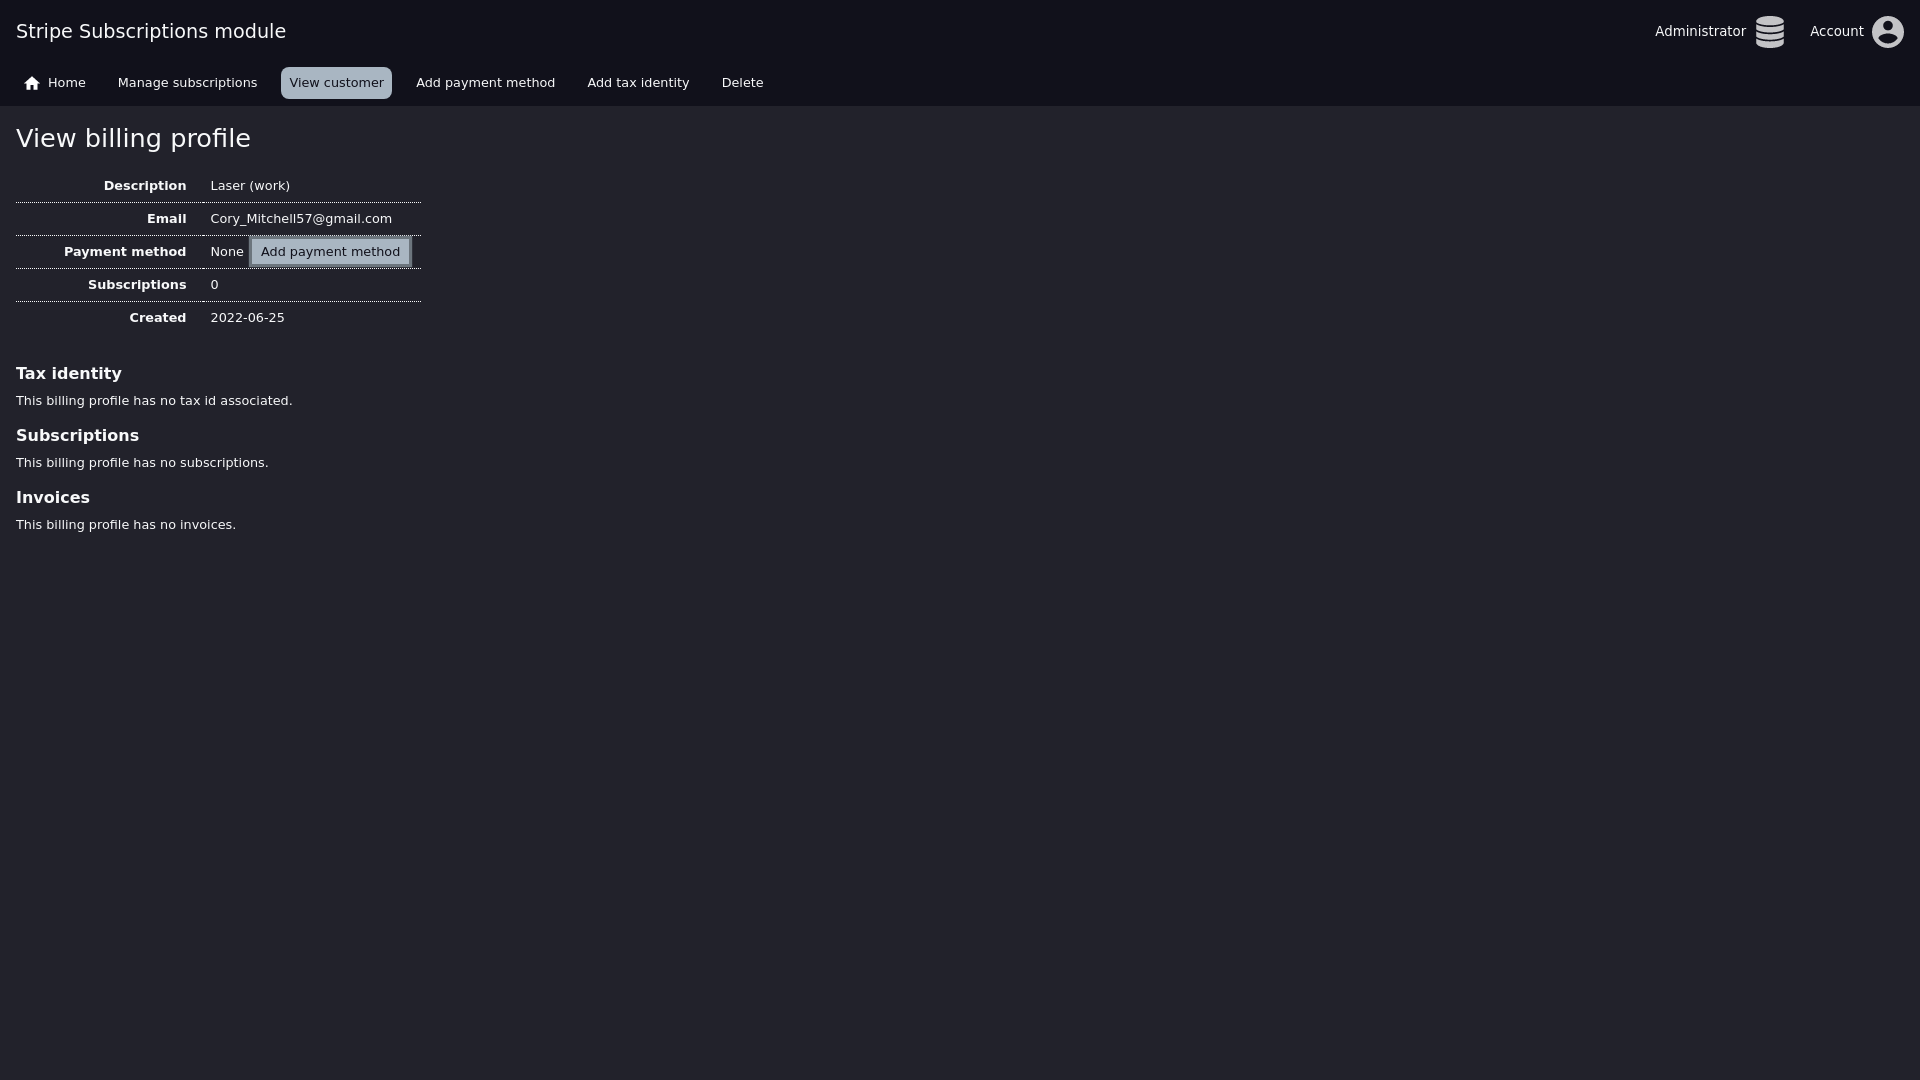 Stripe Subscriptions module
Administrator
Account
Home
Manage subscriptions
View customer
Add payment method
Add tax identity
Delete
View billing profile
Description Laser (work)
Email Cory_Mitchell57@gmail.com
Payment method None Add payment method
Subscriptions 0
Created 2022-06-25
Tax identity
This billing profile has no tax id associated.
Subscriptions
This billing profile has no subscriptions.
Invoices
This billing profile has no invoices.